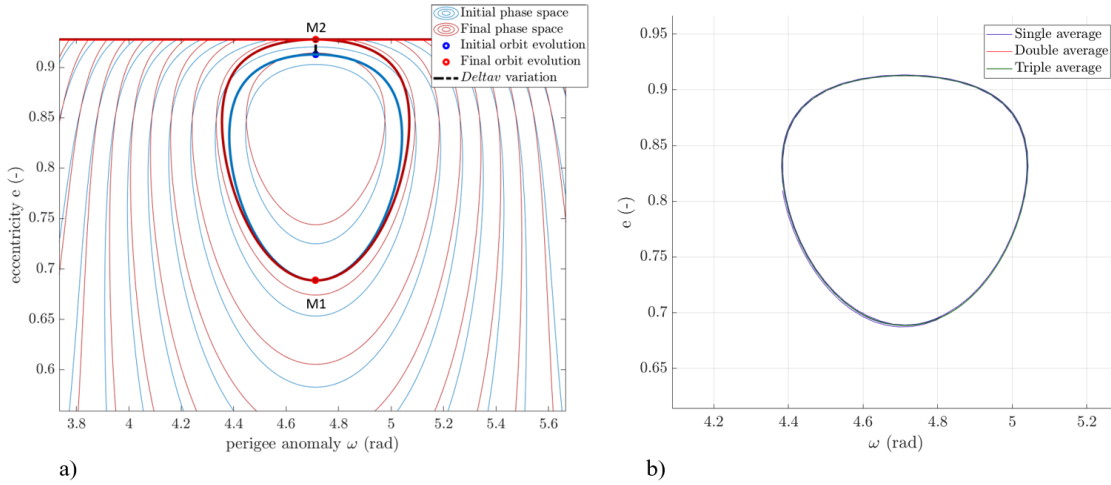 M2
Initial phase space
Final phase space
Initial orbit evolution
Final orbit evolution
Deltav variation
0.9
0.85
0.8
0.75
0.7
0.65
0.6
eccentricity e (-)
M1
3.8
4
4.2
4.4
4.6
4.8
5
5.2
5.4
5.6
perigee anomaly ω (rad)
a)
Single average
Double average
Triple average
0.95
0.9
0.85
0.8
0.75
0.7
0.65
e (-)
4.2
4.4
4.6
4.8
5
5.2
ω (rad)
b)